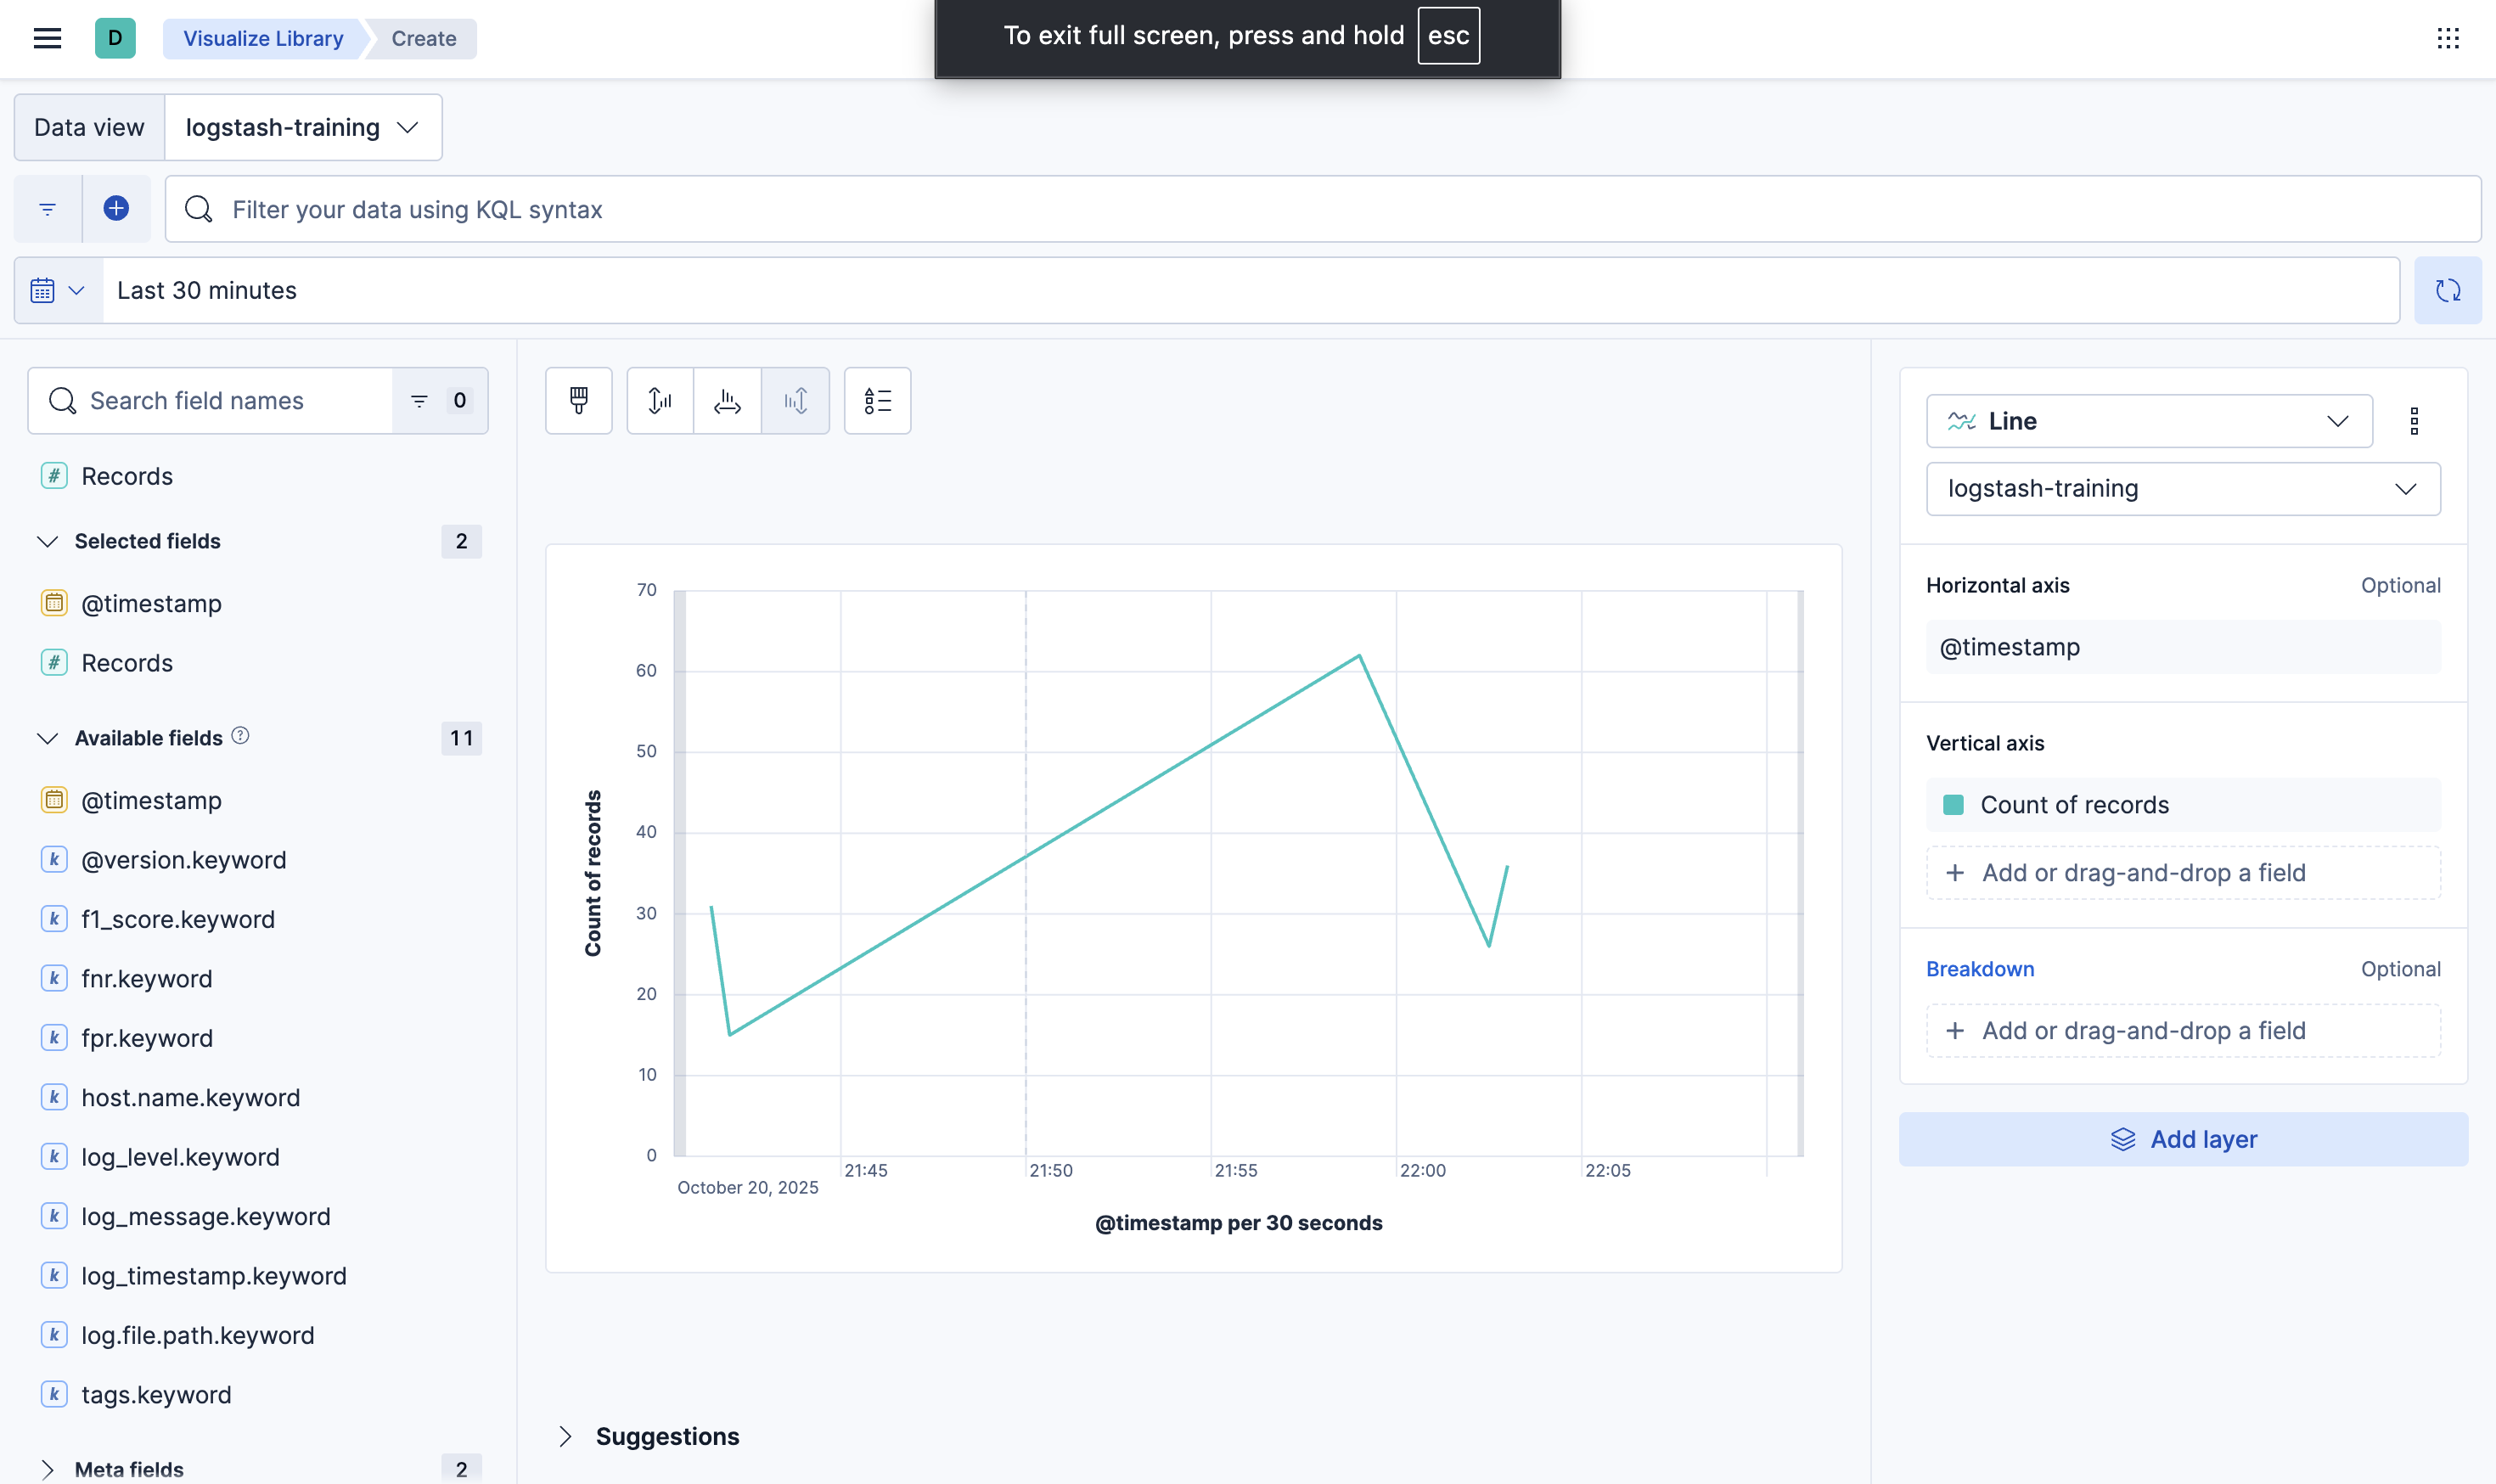 D
Visualize Library
Create
To exit full screen, press and hold esc
Data view
logstash-training
Filter your data using KQL syntax
Last 30 minutes
Search field names
0
# Records
Selected fields
2
@timestamp
# Records
Available fields ?
11
@timestamp
k @version.keyword
k f1_score.keyword
k fnr.keyword
k fpr.keyword
k host.name.keyword
k log_level.keyword
k log_message.keyword
k log_timestamp.keyword
k log.file.path.keyword
k tags.keyword
Meta fields
2
Count of records
70
60
50
40
30
20
10
0
21:45
21:50
21:55
22:00
22:05
October 20, 2025
@timestamp per 30 seconds
Suggestions
Line
logstash-training
Horizontal axis
Optional
@timestamp
Vertical axis
Count of records
+ Add or drag-and-drop a field
Breakdown
Optional
+ Add or drag-and-drop a field
Add layer